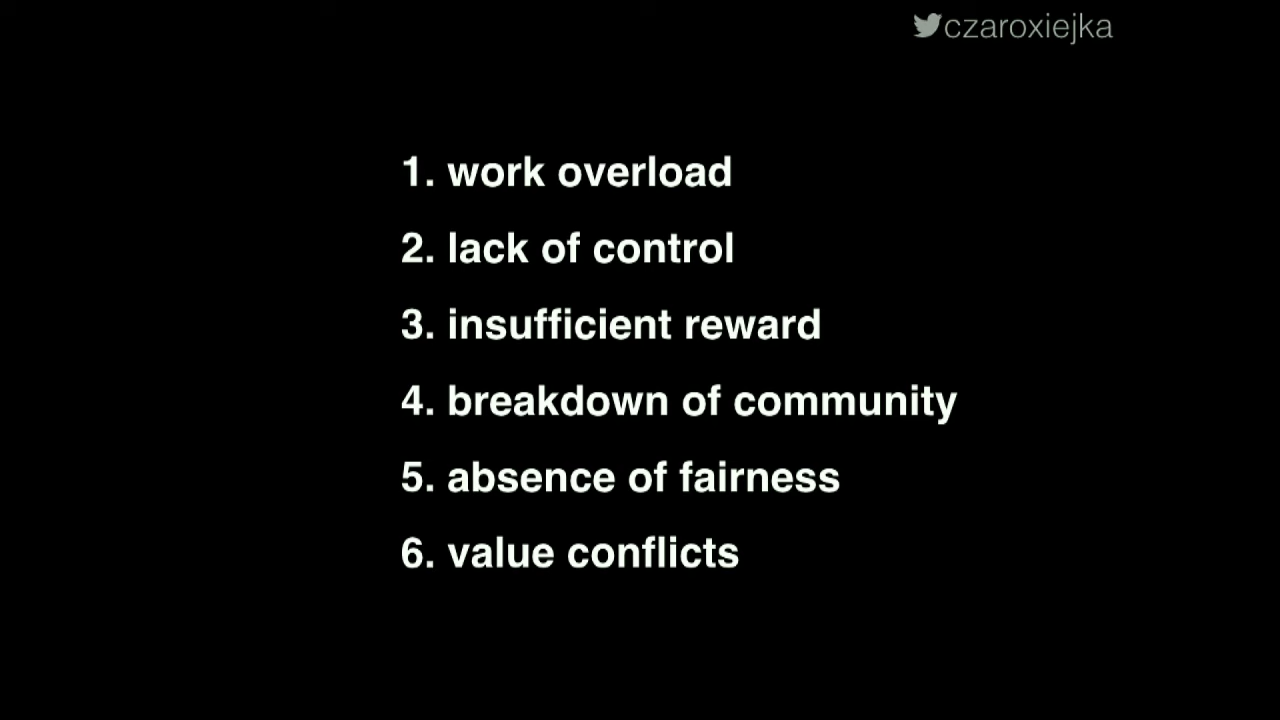 czaroxiejka
1. work overload
2. lack of control
3. insufficient reward
4. breakdown of community
5. absence of fairness
6. value conflicts